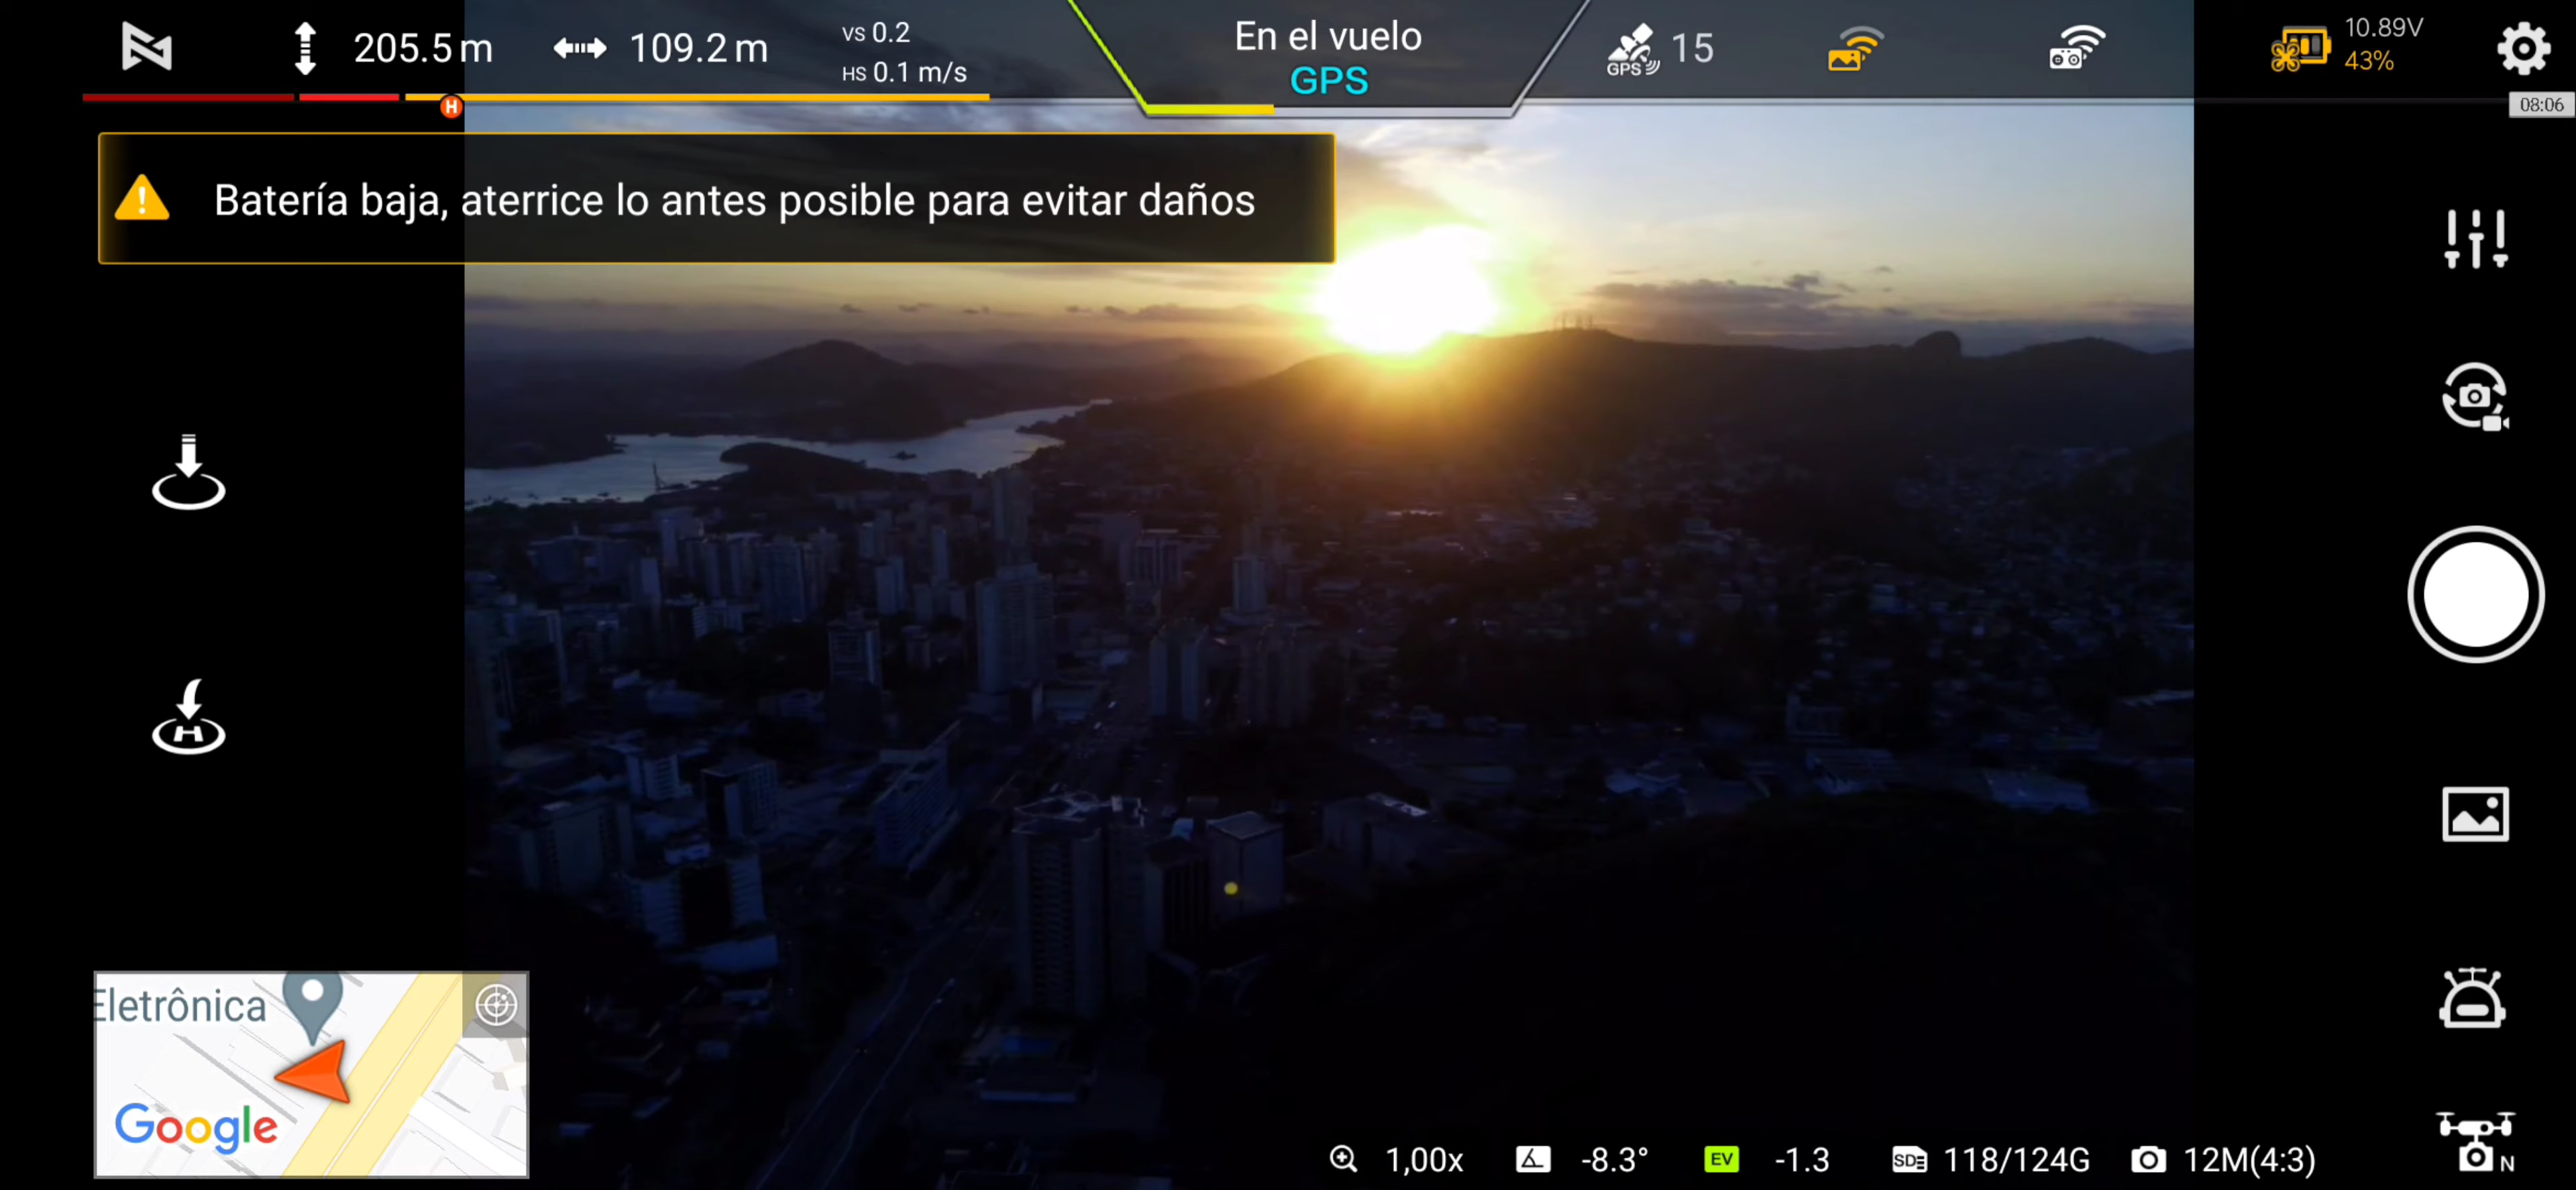 205.5 m
109.2 m
VS 0.2
HS 0.1 m/s
En el vuelo
GPS
GPS
15
10.89V
43%
08:06
H
Batería baja, aterrice lo antes posible para evitar daños
H
Eletrônica
Google
1,00x
-8.3°
EV
-1.3
SD
118/124G
12M(4:3)
N